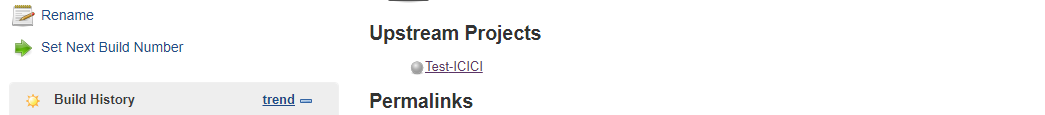 Rename
Set Next Build Number
Build History trend
Upstream Projects
Test-ICICI
Permalinks